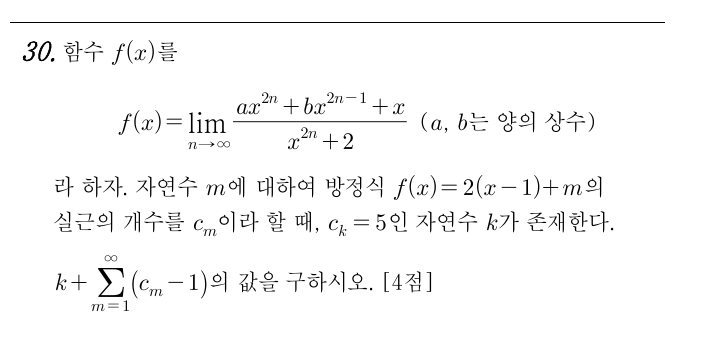 30. 함수 f(x)를
f(x) = lim_{n→∞} \frac{ax^{2n} + bx^{2n-1} + x}{x^{2n} + 2} (a, b는 양의 상수)
라 하자. 자연수 m에 대하여 방정식 f(x) = 2(x-1)+m의
실근의 개수를 c_m이라 할 때, c_k = 5인 자연수 k가 존재한다.
k + \sum_{m=1}^{∞} (c_m - 1)의 값을 구하시오. [4점]